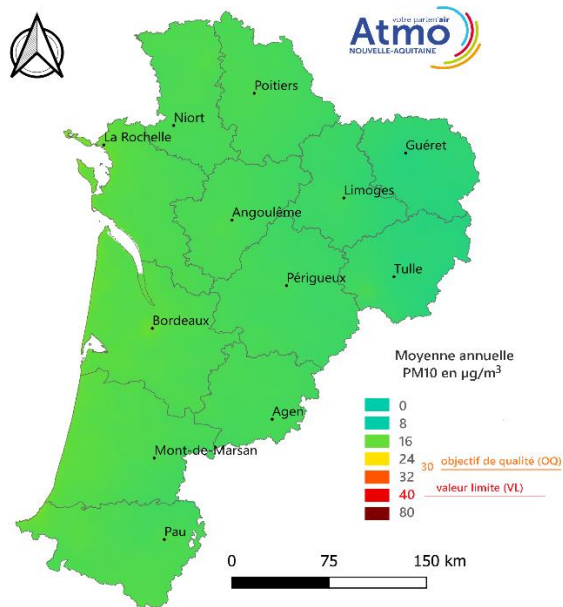 votre parten'air
Atmo
NOUVELLE-AQUITAINE
Poitiers
Niort
La Rochelle
Guéret
Limoges
Angoulême
Périgueux
Tulle
Bordeaux
Agen
Mont-de-Marsan
Pau
Moyenne annuelle
PM10 en µg/m³
0
8
16
24
30 objectif de qualité (OQ)
32
40 valeur limite (VL)
80
0 75 150 km